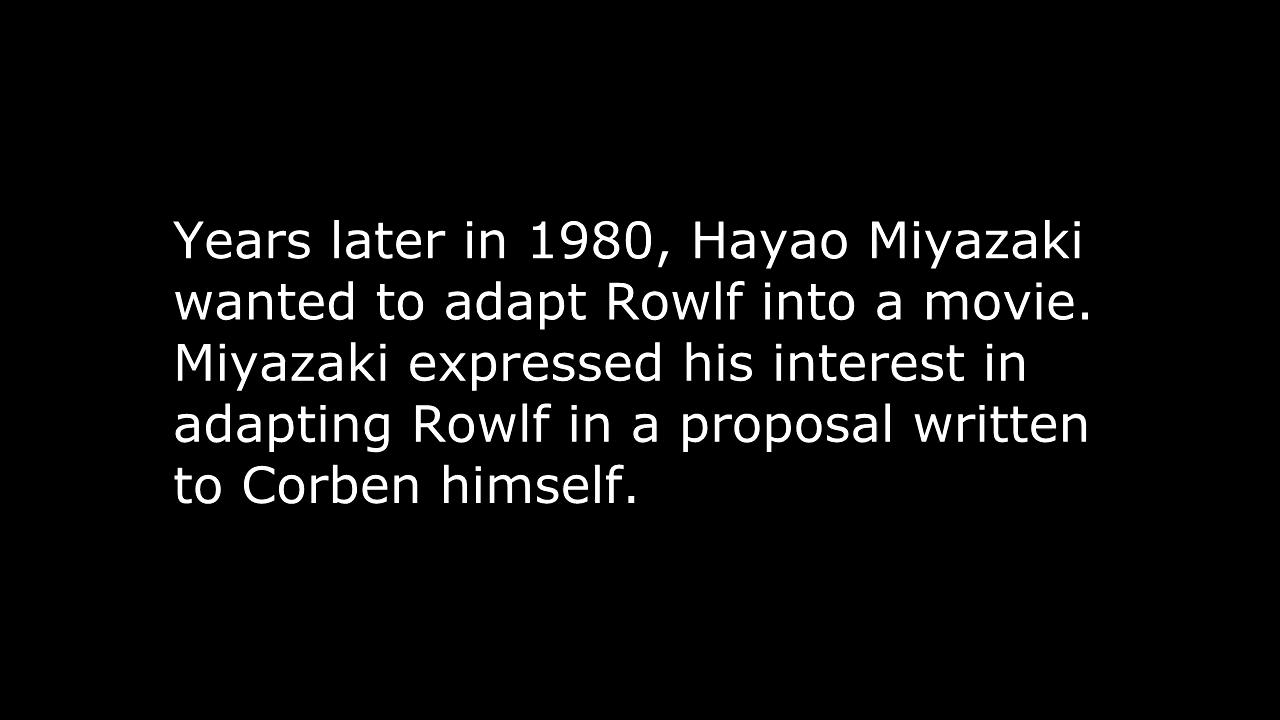 Years later in 1980, Hayao Miyazaki
wanted to adapt Rowlf into a movie.
Miyazaki expressed his interest in
adapting Rowlf in a proposal written
to Corben himself.